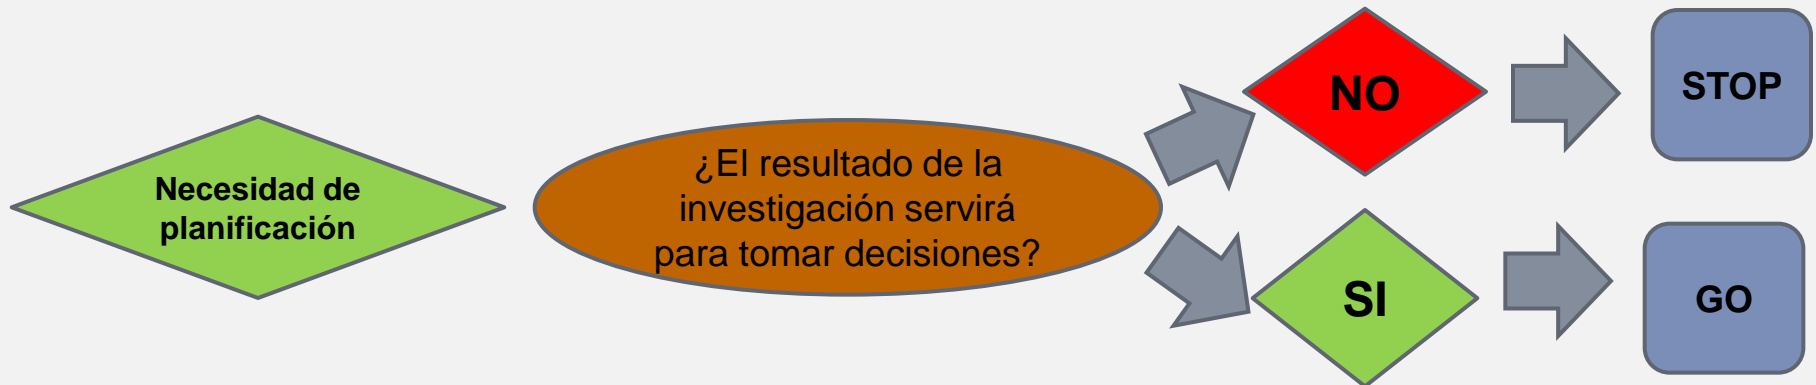 Necesidad de
planificación
¿El resultado de la
investigación servirá
para tomar decisiones?
NO
STOP
SI
GO